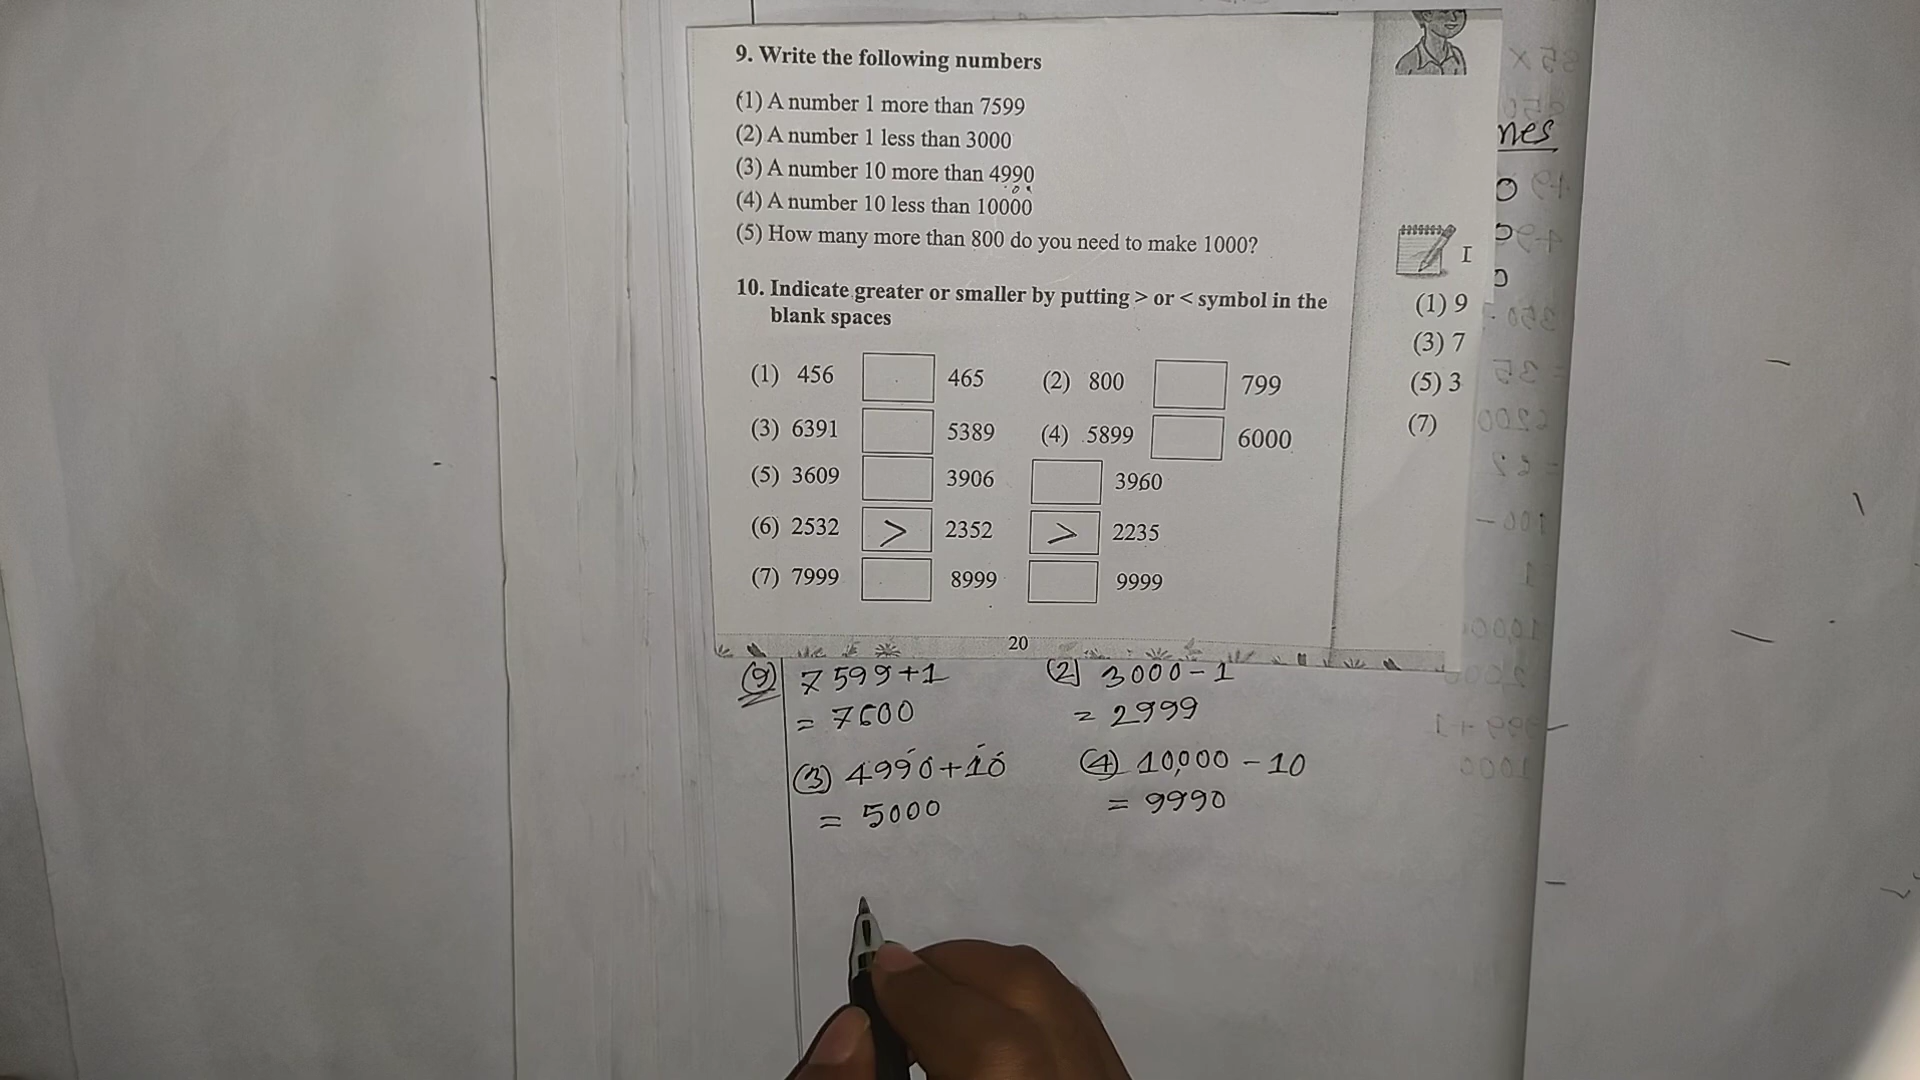 9. Write the following numbers
(1) A number 1 more than 7599
(2) A number 1 less than 3000
(3) A number 10 more than 4990
(4) A number 10 less than 10000
(5) How many more than 800 do you need to make 1000?
10. Indicate greater or smaller by putting > or < symbol in the
blank spaces
(1) 456 465 (2) 800 799
(3) 6391 5389 (4) 5899 6000
(5) 3609 3906 3960
(6) 2532 > 2352 > 2235
(7) 7999 8999 9999
20
I
(1) 9
(3) 7
(5) 3
(7)
nes
(9) 7599+1
= 7600
(2) 3000-1
= 2999
(3) 4990+10
= 5000
(4) 10,000 - 10
= 9990